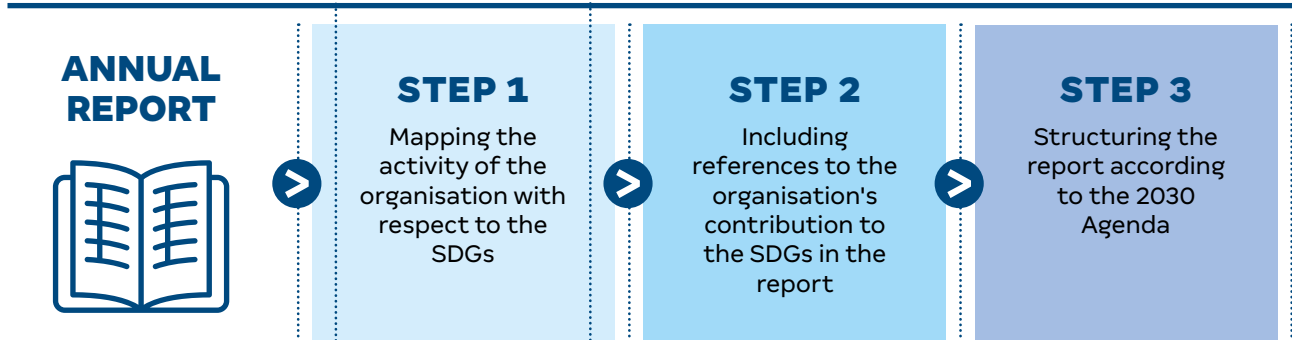 ANNUAL
REPORT
STEP 1
Mapping the
activity of the
organisation with
respect to the
SDGs
STEP 2
Including
references to the
organisation's
contribution to
the SDGs in the
report
STEP 3
Structuring the
report according
to the 2030
Agenda